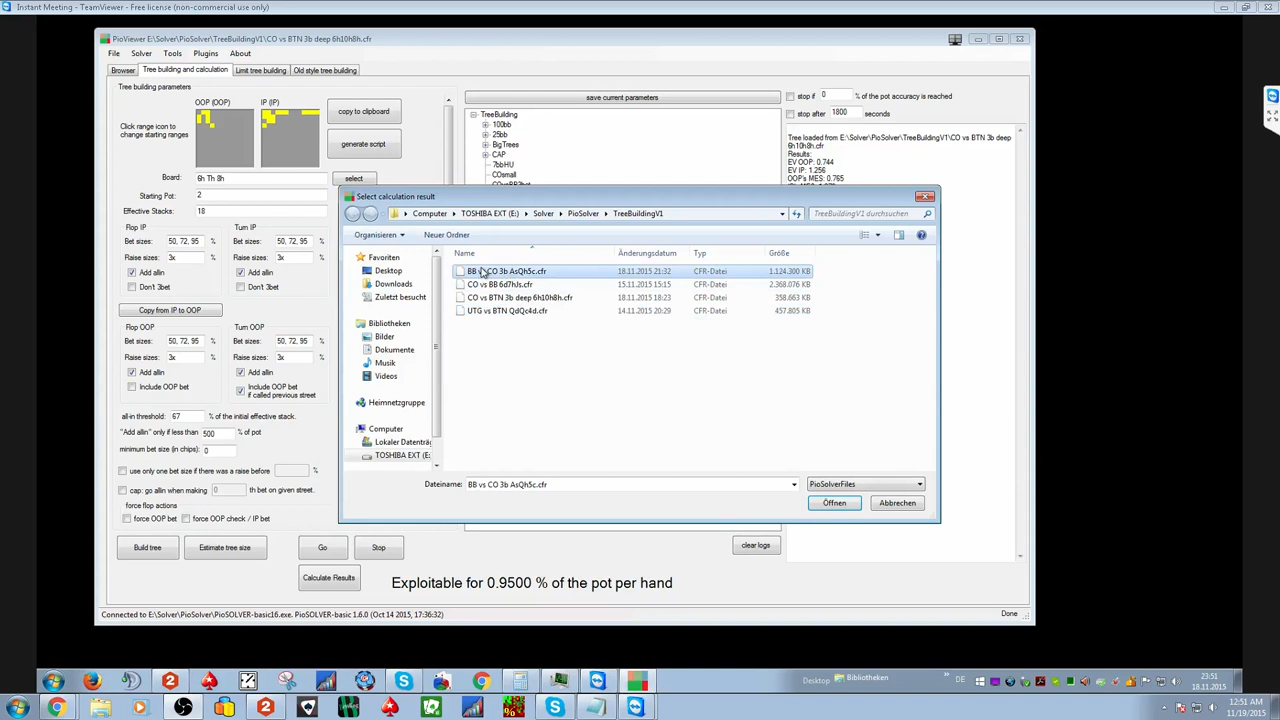 Instant Meeting - TeamViewer - Free license (non-commercial use only)
PioViewer E:\Solver\PioSolver\TreeBuildingV1\CO vs BTN 3b deep 6h10h8h.cfr
File Solver Tools Plugins About
Browser Tree building and calculation Limit tree building Old style tree building
Tree building parameters
OOP (OOP) IP (IP)
Click range icon to
change starting ranges
copy to clipboard
generate script
Board: 6h Th 8h select
Starting Pot: 2
Effective Stacks: 18
Flop IP Turn IP
Bet sizes: 50, 72, 95 % Bet sizes: 50, 72, 95 %
Raise sizes: 3x % Raise sizes: 3x %
Add allin Add allin
Don't 3bet Don't 3bet
Copy from IP to OOP
Flop OOP Turn OOP
Bet sizes: 50, 72, 95 % Bet sizes: 50, 72, 95 %
Raise sizes: 3x % Raise sizes: 3x %
Add allin Add allin
Include OOP bet Include OOP bet
if called previous street
all-in threshold: 67 % of the initial effective stack.
"Add allin" only if less than 500 % of pot
minimum bet size (in chips): 0
use only one bet size if there was a raise before %
cap: go allin when making 0 th bet on given street.
force flop actions
force OOP bet force OOP check / IP bet
Build tree Estimate tree size Go Stop
Calculate Results
Exploitable for 0.9500 % of the pot per hand
save current parameters
TreeBuilding
100bb
25bb
BigTrees
CAP
7bbHU
COsmall
stop if 0 % of the pot accuracy is reached
stop after 1800 seconds
Tree loaded from E:\Solver\PioSolver\TreeBuildingV1\CO vs BTN 3b deep
6h10h8h.cfr
Results:
EV OOP: 0.744
EV IP: 1.256
OOP's MES: 0.765
clear logs
Select calculation result
Computer TOSHIBA EXT (E:) Solver PioSolver TreeBuildingV1 TreeBuildingV1 durchsuchen
Organisieren Neuer Ordner
Name Änderungsdatum Typ Größe
BB vs CO 3b AsQh5c.cfr 18.11.2015 21:32 CFR-Datei 1.124.300 KB
CO vs BB 6d7hJs.cfr 15.11.2015 15:15 CFR-Datei 2.368.076 KB
CO vs BTN 3b deep 6h10h8h.cfr 18.11.2015 18:23 CFR-Datei 358.663 KB
UTG vs BTN QdQc4d.cfr 14.11.2015 20:29 CFR-Datei 457.805 KB
Favoriten
Desktop
Downloads
Zuletzt besucht
Bibliotheken
Bilder
Dokumente
Musik
Videos
Heimnetzgruppe
Computer
Lokaler Datenträg
TOSHIBA EXT (E:
Dateiname: BB vs CO 3b AsQh5c.cfr PioSolverFiles
Öffnen Abbrechen
Connected to E:\Solver\PioSolver\PioSOLVER-basic16.exe. PioSOLVER-basic 1.6.0 (Oct 14 2015, 17:36:32) Done
Desktop Bibliotheken DE 23:51
18.11.2015
12:51 AM
11/19/2015